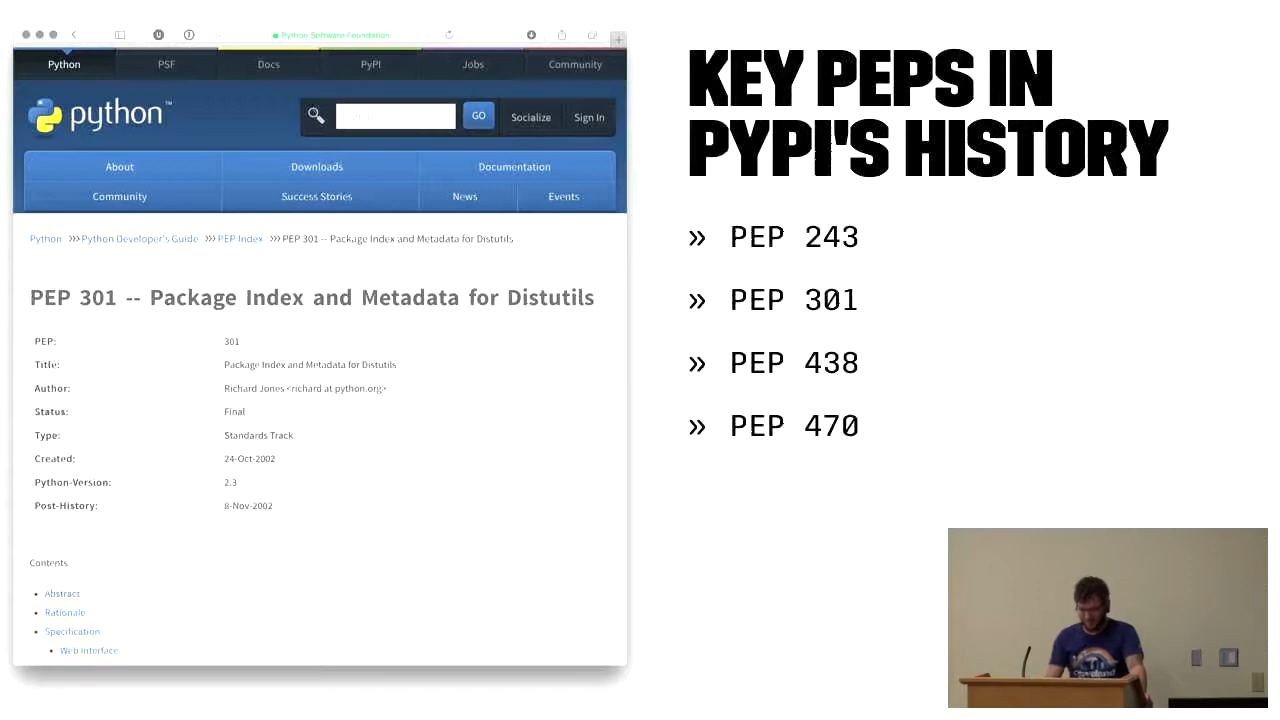 Python Software Foundation
Python PSF Docs PyPI Jobs Community
python™
GO Socialize Sign In
About Downloads Documentation
Community Success Stories News Events
Python »» Python Developer's Guide »» PEP Index »» PEP 301 -- Package Index and Metadata for Distutils
PEP 301 -- Package Index and Metadata for Distutils
PEP: 301
Title: Package Index and Metadata for Distutils
Author: Richard Jones <richard at python.org>
Status: Final
Type: Standards Track
Created: 24-Oct-2002
Python-Version: 2.3
Post-History: 8-Nov-2002
Contents
• Abstract
• Rationale
• Specification
• Web Interface
KEY PEPS IN
PYPI'S HISTORY
» PEP 243
» PEP 301
» PEP 438
» PEP 470